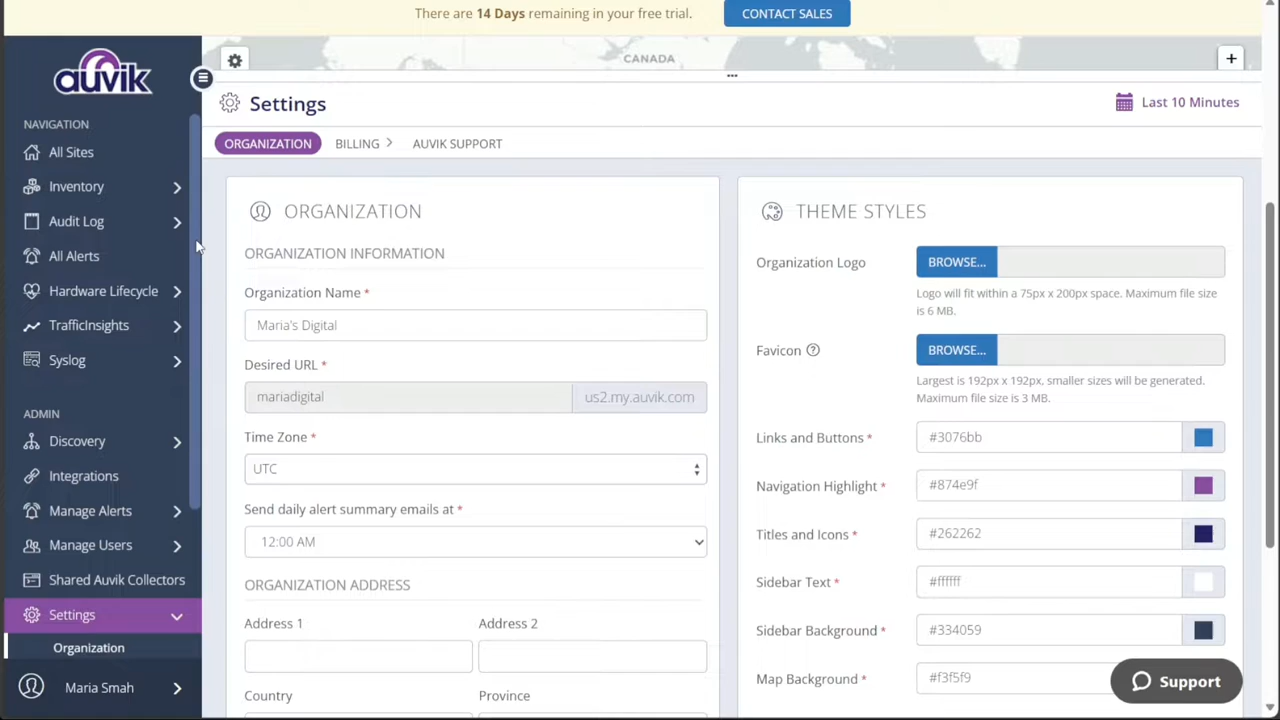 There are 14 Days remaining in your free trial.
CONTACT SALES
CANADA
+
auvik
Settings
Last 10 Minutes
NAVIGATION
ORGANIZATION
BILLING
AUVIK SUPPORT
All Sites
Inventory
Audit Log
All Alerts
Hardware Lifecycle
TrafficInsights
Syslog
ADMIN
Discovery
Integrations
Manage Alerts
Manage Users
Shared Auvik Collectors
Settings
Organization
Maria Smah
ORGANIZATION
ORGANIZATION INFORMATION
Organization Name *
Maria's Digital
Desired URL *
mariadigital
us2.my.auvik.com
Time Zone *
UTC
Send daily alert summary emails at *
12:00 AM
ORGANIZATION ADDRESS
Address 1
Address 2
Country
Province
THEME STYLES
Organization Logo
BROWSE...
Logo will fit within a 75px x 200px space. Maximum file size
is 6 MB.
Favicon
BROWSE...
Largest is 192px x 192px, smaller sizes will be generated.
Maximum file size is 3 MB.
Links and Buttons *
#3076bb
Navigation Highlight *
#874e9f
Titles and Icons *
#262262
Sidebar Text *
#ffffff
Sidebar Background *
#334059
Map Background *
#f3f5f9
Support